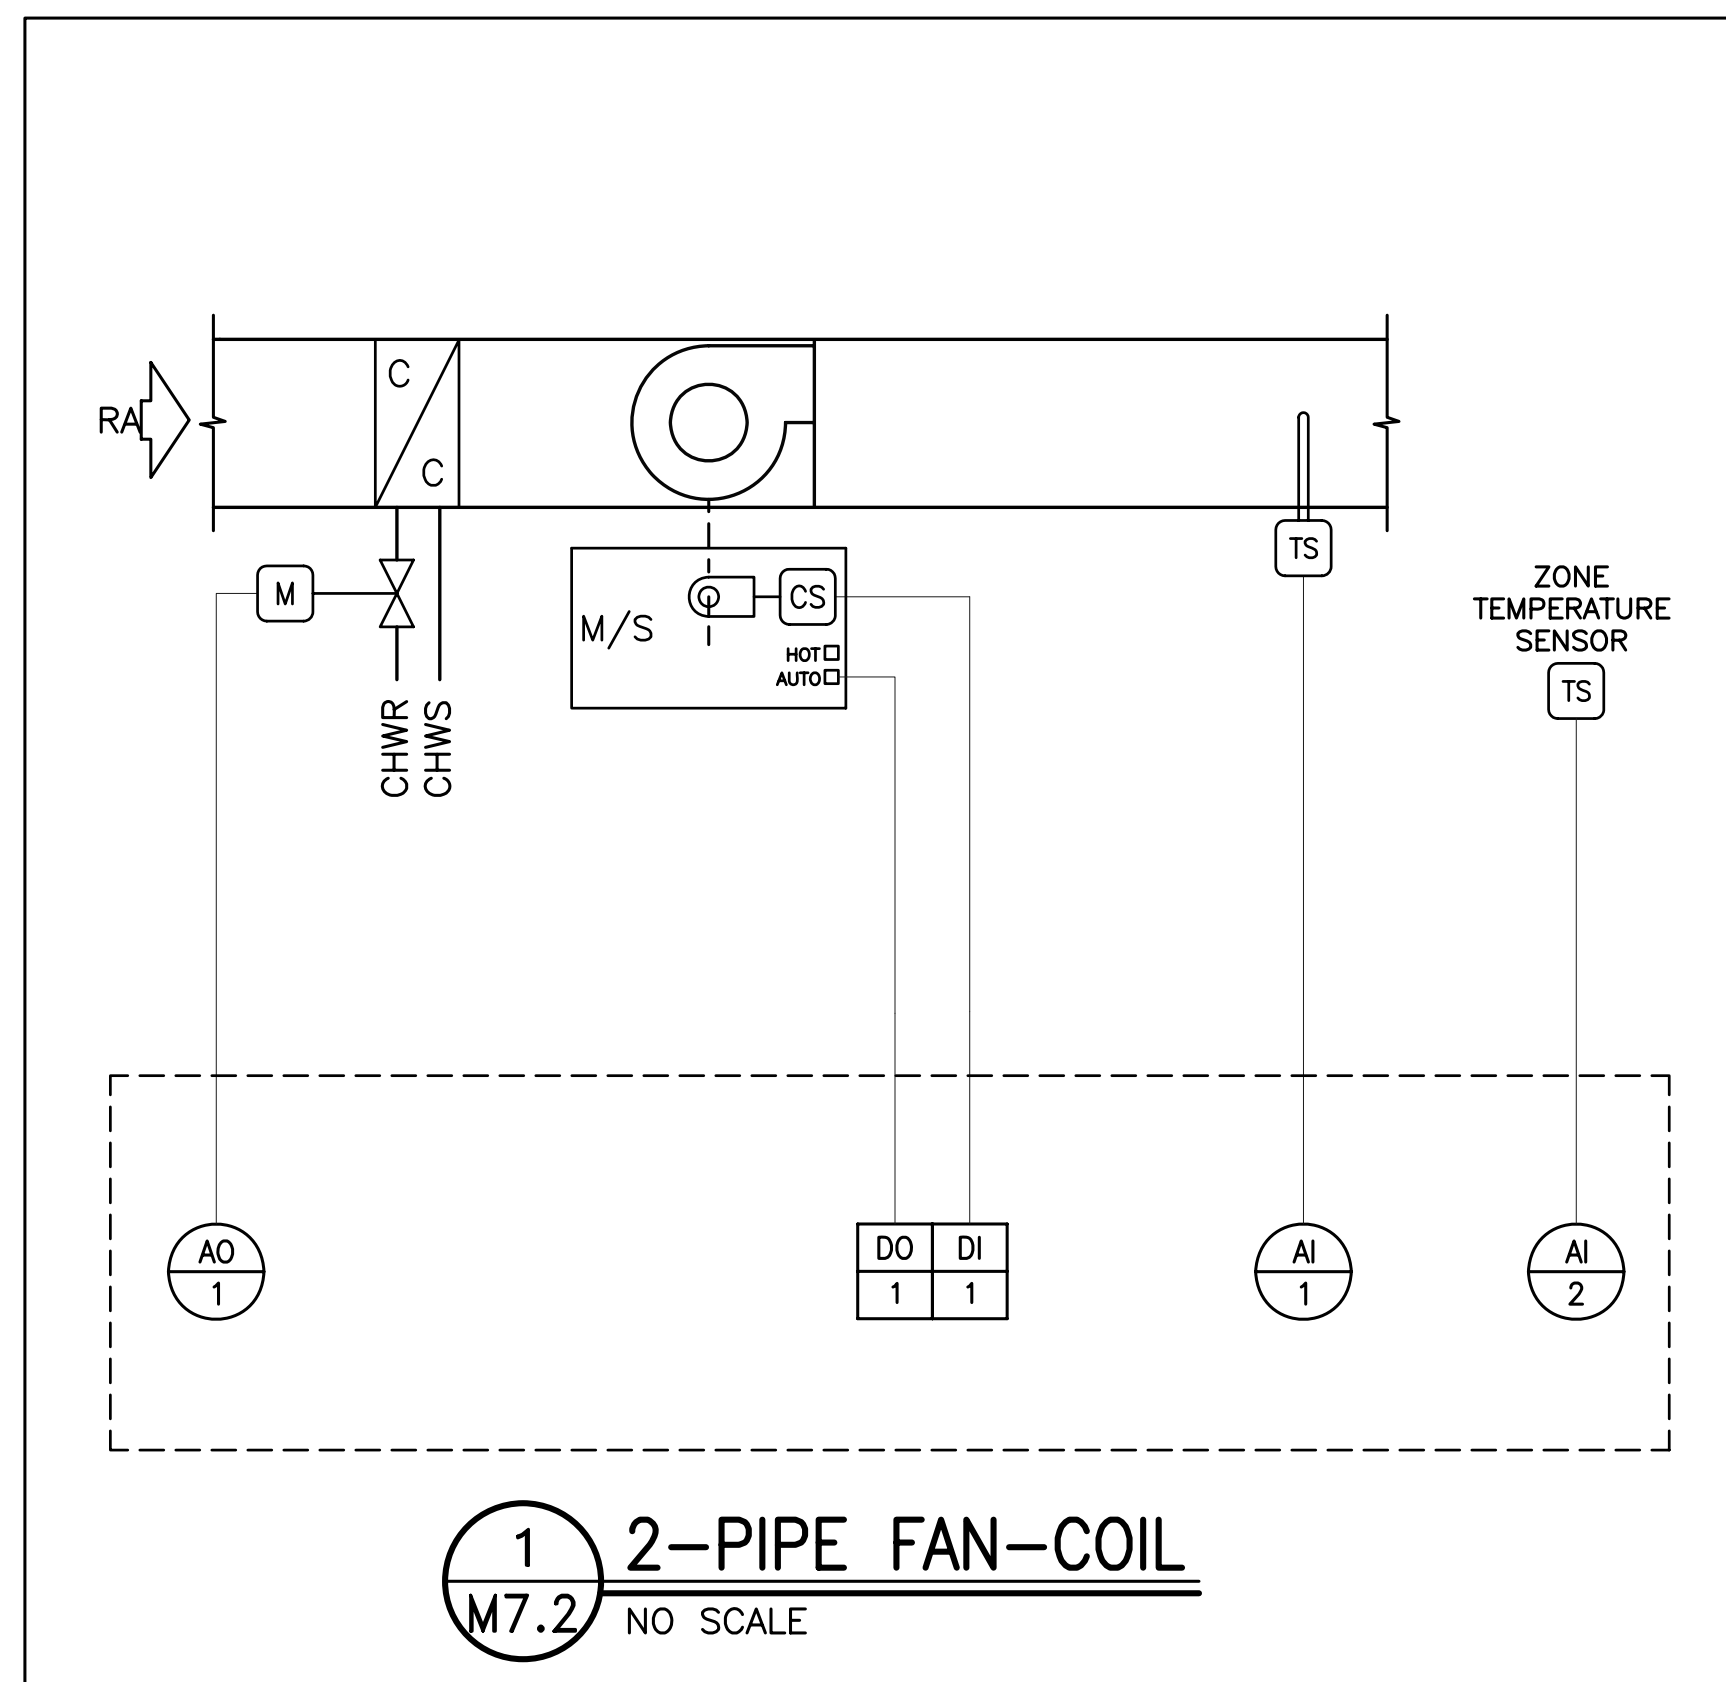 RA
C
C
M
CHWR
CHWS
M/S
CS
HOT
AUTO
TS
ZONE
TEMPERATURE
SENSOR
TS
AO
1
DO
DI
1
1
AI
1
AI
2
1
M7.2
2-PIPE FAN-COIL
NO SCALE